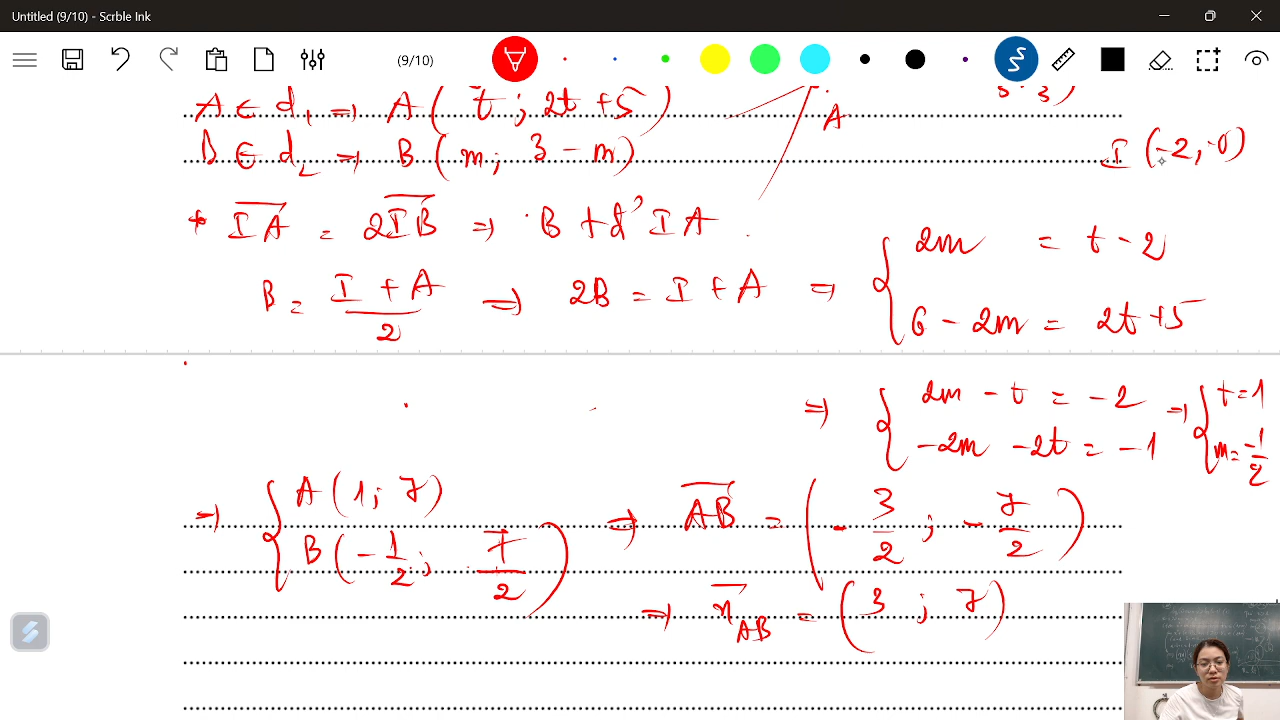 Untitled (9/10) - Scrble Ink
(9/10)
A ∈ d₁ ⇒ A ( t ; 2t + 5 )
A
B ∈ d₂ ⇒ B ( m ; 3 - m )
I (-2, 0)
* IA = 2IB ⇒ B tđ IA
B = I + A / 2 ⇒ 2B = I + A ⇒ { 2m = t - 2
6 - 2m = 2t + 5
⇒ { 2m - t = -2 ⇒ { t = 1
-2m - 2t = -1 m = -1/2
⇒ { A (1 ; 7) ⇒ AB = ( -3/2 ; -7/2 )
B ( -1/2 ; 7/2 )
⇒ n AB = ( 3 ; 7 )